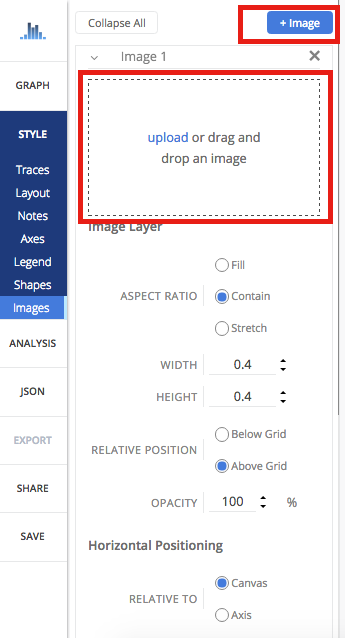 Collapse All
+ Image
Image 1
GRAPH
STYLE
Traces
Layout
Notes
Axes
Legend
Shapes
Images
ANALYSIS
JSON
EXPORT
SHARE
SAVE
upload or drag and
drop an image
Image Layer
Fill
ASPECT RATIO Contain
Stretch
WIDTH 0.4
HEIGHT 0.4
Below Grid
RELATIVE POSITION
Above Grid
OPACITY 100 %
Horizontal Positioning
Canvas
RELATIVE TO
Axis